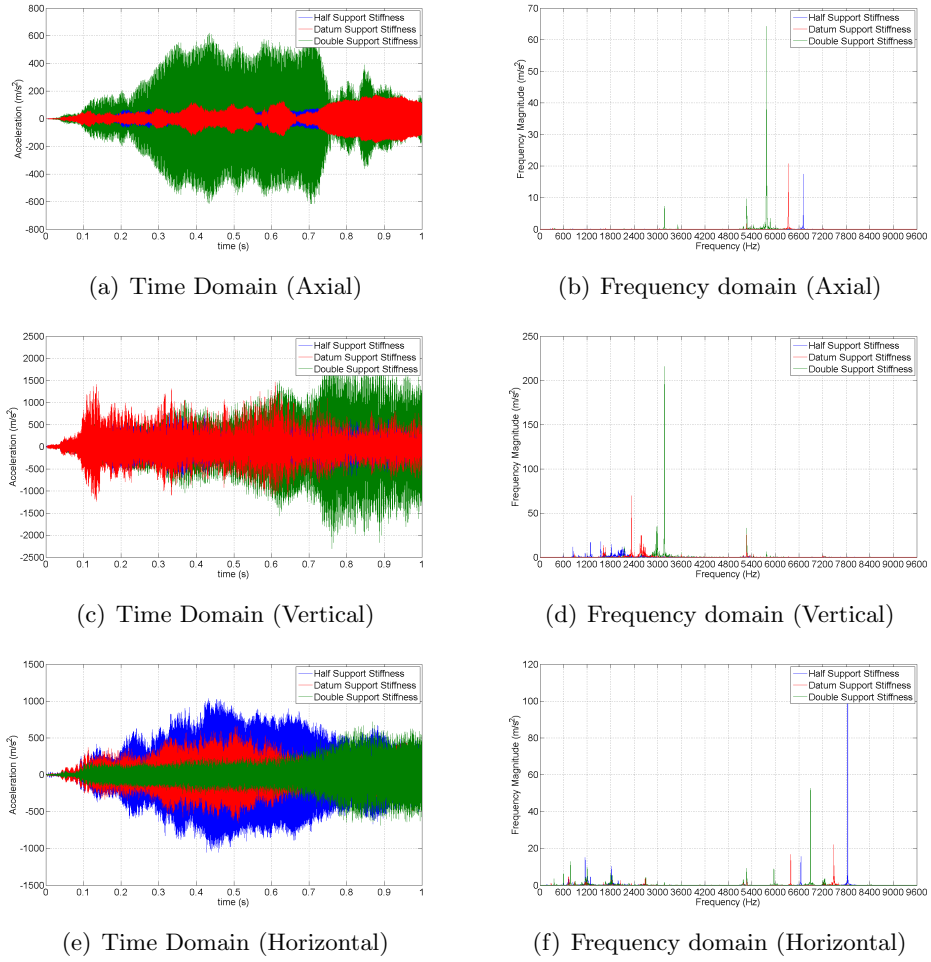 Half Support Stiffness
Datum Support Stiffness
Double Support Stiffness
800
600
400
200
0
-200
-400
-600
-800
Acceleration (m/s²)
0 0.1 0.2 0.3 0.4 0.5 0.6 0.7 0.8 0.9 1
time (s)
(a) Time Domain (Axial)
Half Support Stiffness
Datum Support Stiffness
Double Support Stiffness
70
60
50
40
30
20
10
0
Frequency Magnitude (m/s²)
0 600 1200 1800 2400 3000 3600 4200 4800 5400 6000 6600 7200 7800 8400 9000 9600
Frequency (Hz)
(b) Frequency domain (Axial)
Half Support Stiffness
Datum Support Stiffness
Double Support Stiffness
2500
2000
1500
1000
500
0
-500
-1000
-1500
-2000
-2500
Acceleration (m/s²)
0 0.1 0.2 0.3 0.4 0.5 0.6 0.7 0.8 0.9 1
time (s)
(c) Time Domain (Vertical)
Half Support Stiffness
Datum Support Stiffness
Double Support Stiffness
250
200
150
100
50
0
Frequency Magnitude (m/s²)
0 600 1200 1800 2400 3000 3600 4200 4800 5400 6000 6600 7200 7800 8400 9000 9600
Frequency (Hz)
(d) Frequency domain (Vertical)
Half Support Stiffness
Datum Support Stiffness
Double Support Stiffness
1500
1000
500
0
-500
-1000
-1500
Acceleration (m/s²)
0 0.1 0.2 0.3 0.4 0.5 0.6 0.7 0.8 0.9 1
time (s)
(e) Time Domain (Horizontal)
Half Support Stiffness
Datum Support Stiffness
Double Support Stiffness
120
100
80
60
40
20
0
Frequency Magnitude (m/s²)
0 600 1200 1800 2400 3000 3600 4200 4800 5400 6000 6600 7200 7800 8400 9000 9600
Frequency (Hz)
(f) Frequency domain (Horizontal)